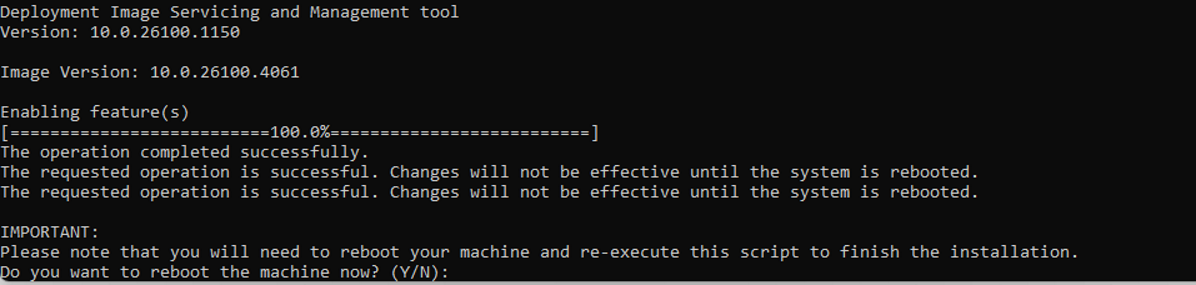 Deployment Image Servicing and Management tool
Version: 10.0.26100.1150
Image Version: 10.0.26100.4061
Enabling feature(s)
[==========================100.0%==========================]
The operation completed successfully.
The requested operation is successful. Changes will not be effective until the system is rebooted.
The requested operation is successful. Changes will not be effective until the system is rebooted.
IMPORTANT:
Please note that you will need to reboot your machine and re-execute this script to finish the installation.
Do you want to reboot the machine now? (Y/N):